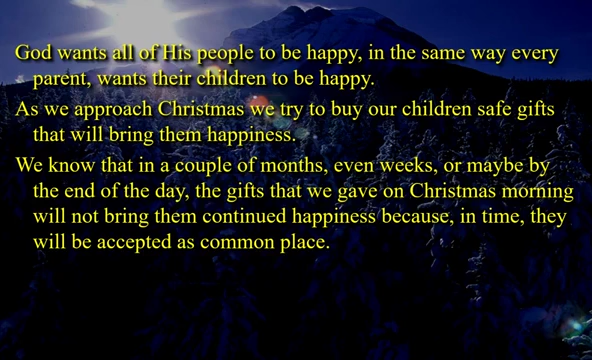 God wants all of His people to be happy, in the same way every
parent, wants their children to be happy.
As we approach Christmas we try to buy our children safe gifts
that will bring them happiness.
We know that in a couple of months, even weeks, or maybe by
the end of the day, the gifts that we gave on Christmas morning
will not bring them continued happiness because, in time, they
will be accepted as common place.